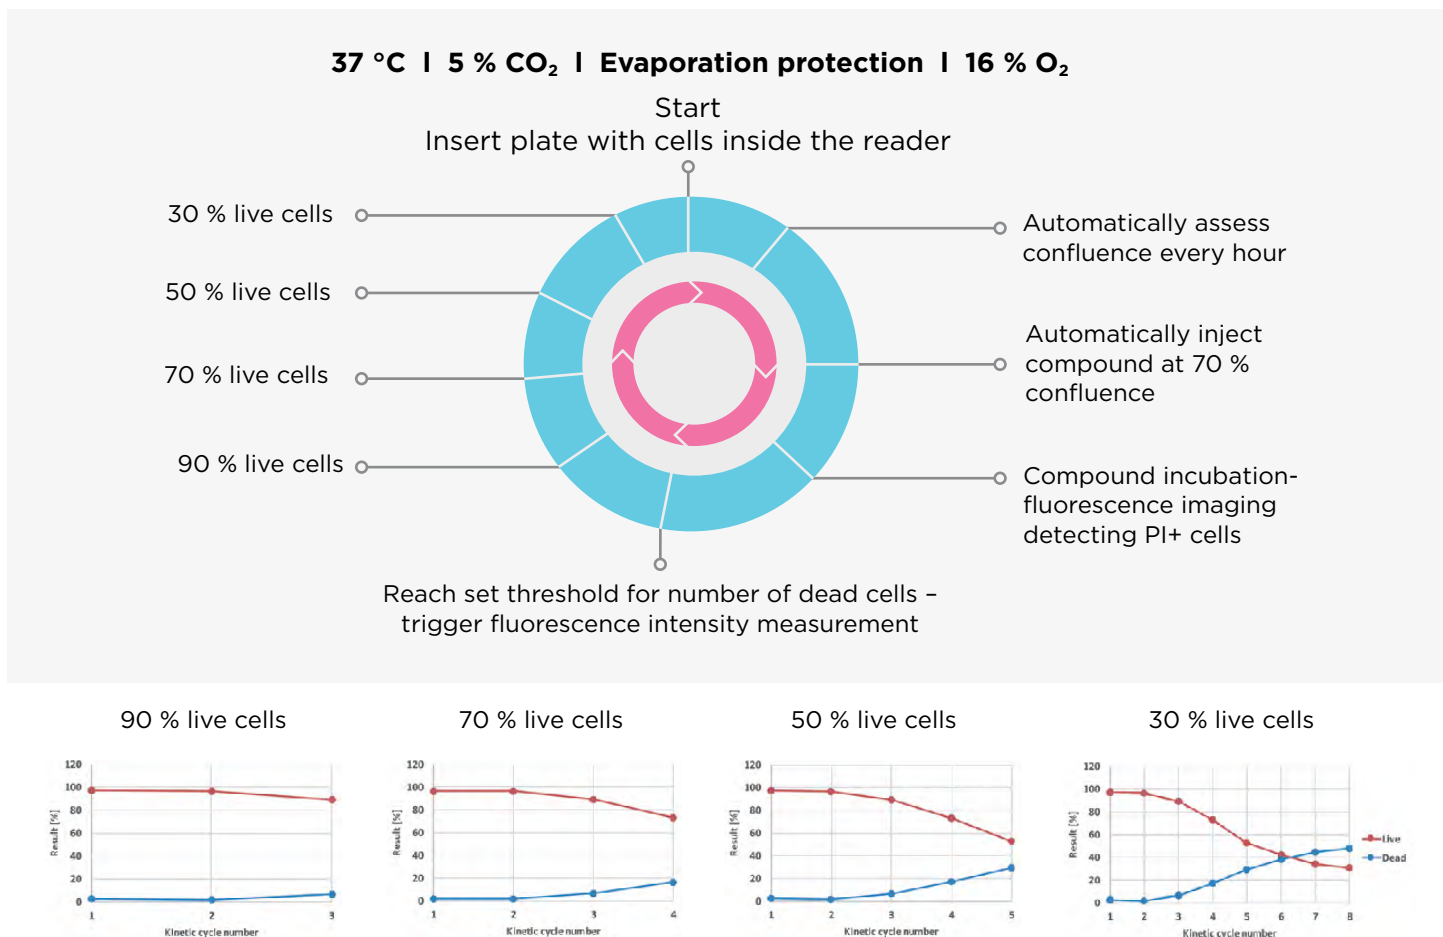 37 °C | 5 % CO₂ | Evaporation protection | 16 % O₂
Start
Insert plate with cells inside the reader
30 % live cells
50 % live cells
70 % live cells
90 % live cells
Automatically assess
confluence every hour
Automatically inject
compound at 70 %
confluence
Compound incubation-
fluorescence imaging
detecting PI+ cells
Reach set threshold for number of dead cells –
trigger fluorescence intensity measurement
90 % live cells
120
100
80
60
40
20
0
Result [%]
1 2 3
Kinetic cycle number
70 % live cells
120
100
80
60
40
20
0
Result [%]
1 2 3 4
Kinetic cycle number
50 % live cells
120
100
80
60
40
20
0
Result [%]
1 2 3 4 5
Kinetic cycle number
30 % live cells
120
100
80
60
40
20
0
Result [%]
1 2 3 4 5 6 7 8
Kinetic cycle number
Live
Dead